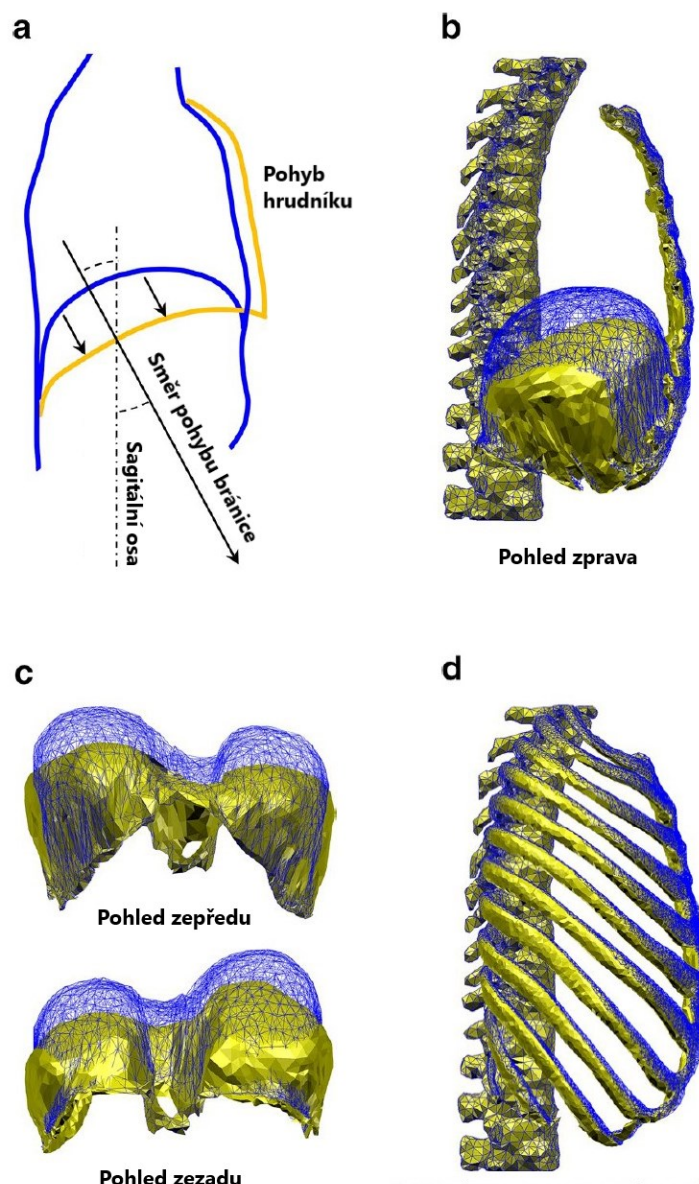 a
Pohyb
hrudníku
Směr pohybu bránice
Sagitální osa
b
Pohled zprava
c
Pohled zepředu
Pohled zezadu
d